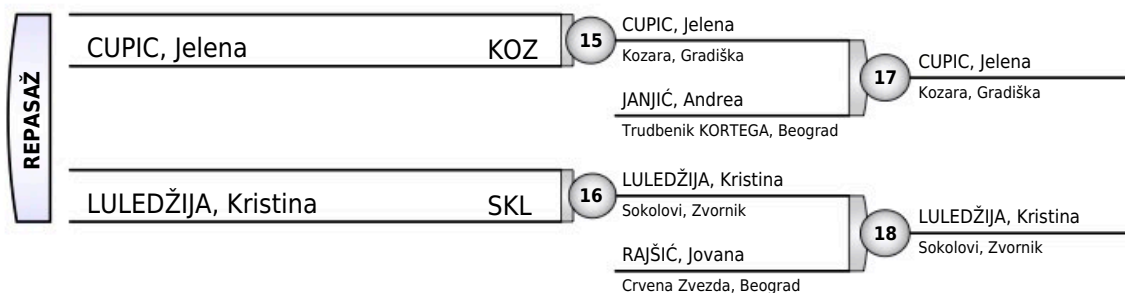 REPASAŽ
CUPIC, Jelena KOZ
15
CUPIC, Jelena
Kozara, Gradiška
JANJIĆ, Andrea
Trudbenik KORTEGA, Beograd
17
CUPIC, Jelena
Kozara, Gradiška
LULEDŽIJA, Kristina SKL
16
LULEDŽIJA, Kristina
Sokolovi, Zvornik
RAJŠIĆ, Jovana
Crvena Zvezda, Beograd
18
LULEDŽIJA, Kristina
Sokolovi, Zvornik